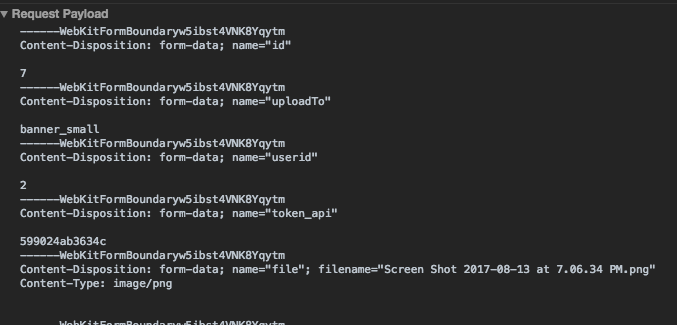 Request Payload
------WebKitFormBoundaryw5ibst4VNK8Yqytm
Content-Disposition: form-data; name="id"
7
------WebKitFormBoundaryw5ibst4VNK8Yqytm
Content-Disposition: form-data; name="uploadTo"
banner_small
------WebKitFormBoundaryw5ibst4VNK8Yqytm
Content-Disposition: form-data; name="userid"
2
------WebKitFormBoundaryw5ibst4VNK8Yqytm
Content-Disposition: form-data; name="token_api"
599024ab3634c
------WebKitFormBoundaryw5ibst4VNK8Yqytm
Content-Disposition: form-data; name="file"; filename="Screen Shot 2017-08-13 at 7.06.34 PM.png"
Content-Type: image/png
------WebKitFormBoundaryw5ibst4VNK8Yqytm